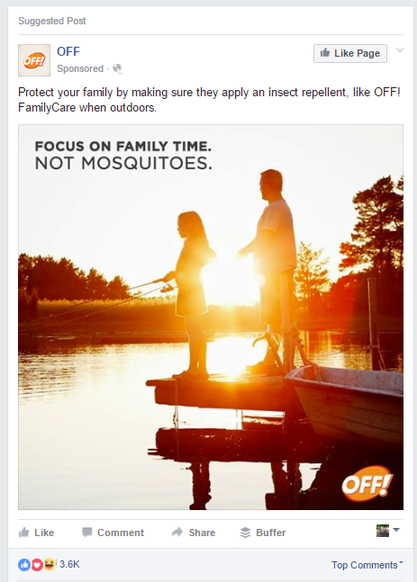 Suggested Post
OFF!
OFF
Like Page
Sponsored ·
Protect your family by making sure they apply an insect repellent, like OFF!
FamilyCare when outdoors.
FOCUS ON FAMILY TIME.
NOT MOSQUITOES.
OFF!
Like Comment Share Buffer
3.6K Top Comments